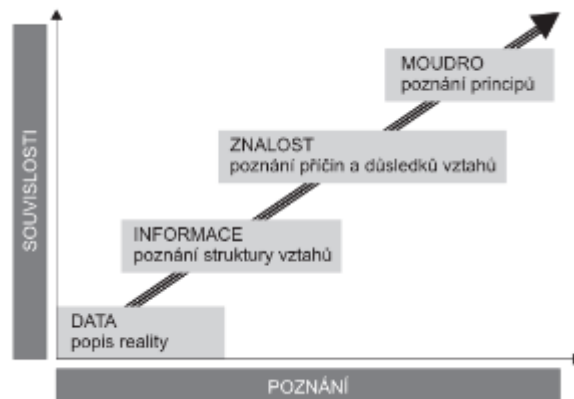 MOUDRO
poznání principů
ZNALOST
poznání příčin a důsledků vztahů
INFORMACE
poznání struktury vztahů
DATA
popis reality
SOUVISLOSTI
POZNÁNÍ